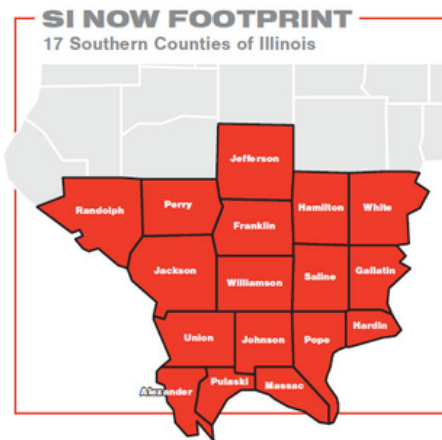 SI NOW FOOTPRINT
17 Southern Counties of Illinois
Jefferson
Randolph
Perry
Hamilton
White
Franklin
Jackson
Williamson
Saline
Gallatin
Union
Johnson
Pope
Hardin
Alexander
Pulaski
Massac